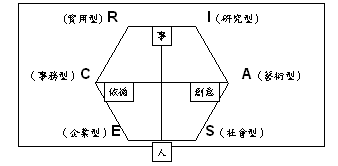 (實用型) R I (研究型)
事
(事務型) C A (藝術型)
依循 創意
(企業型) E S (社會型)
人